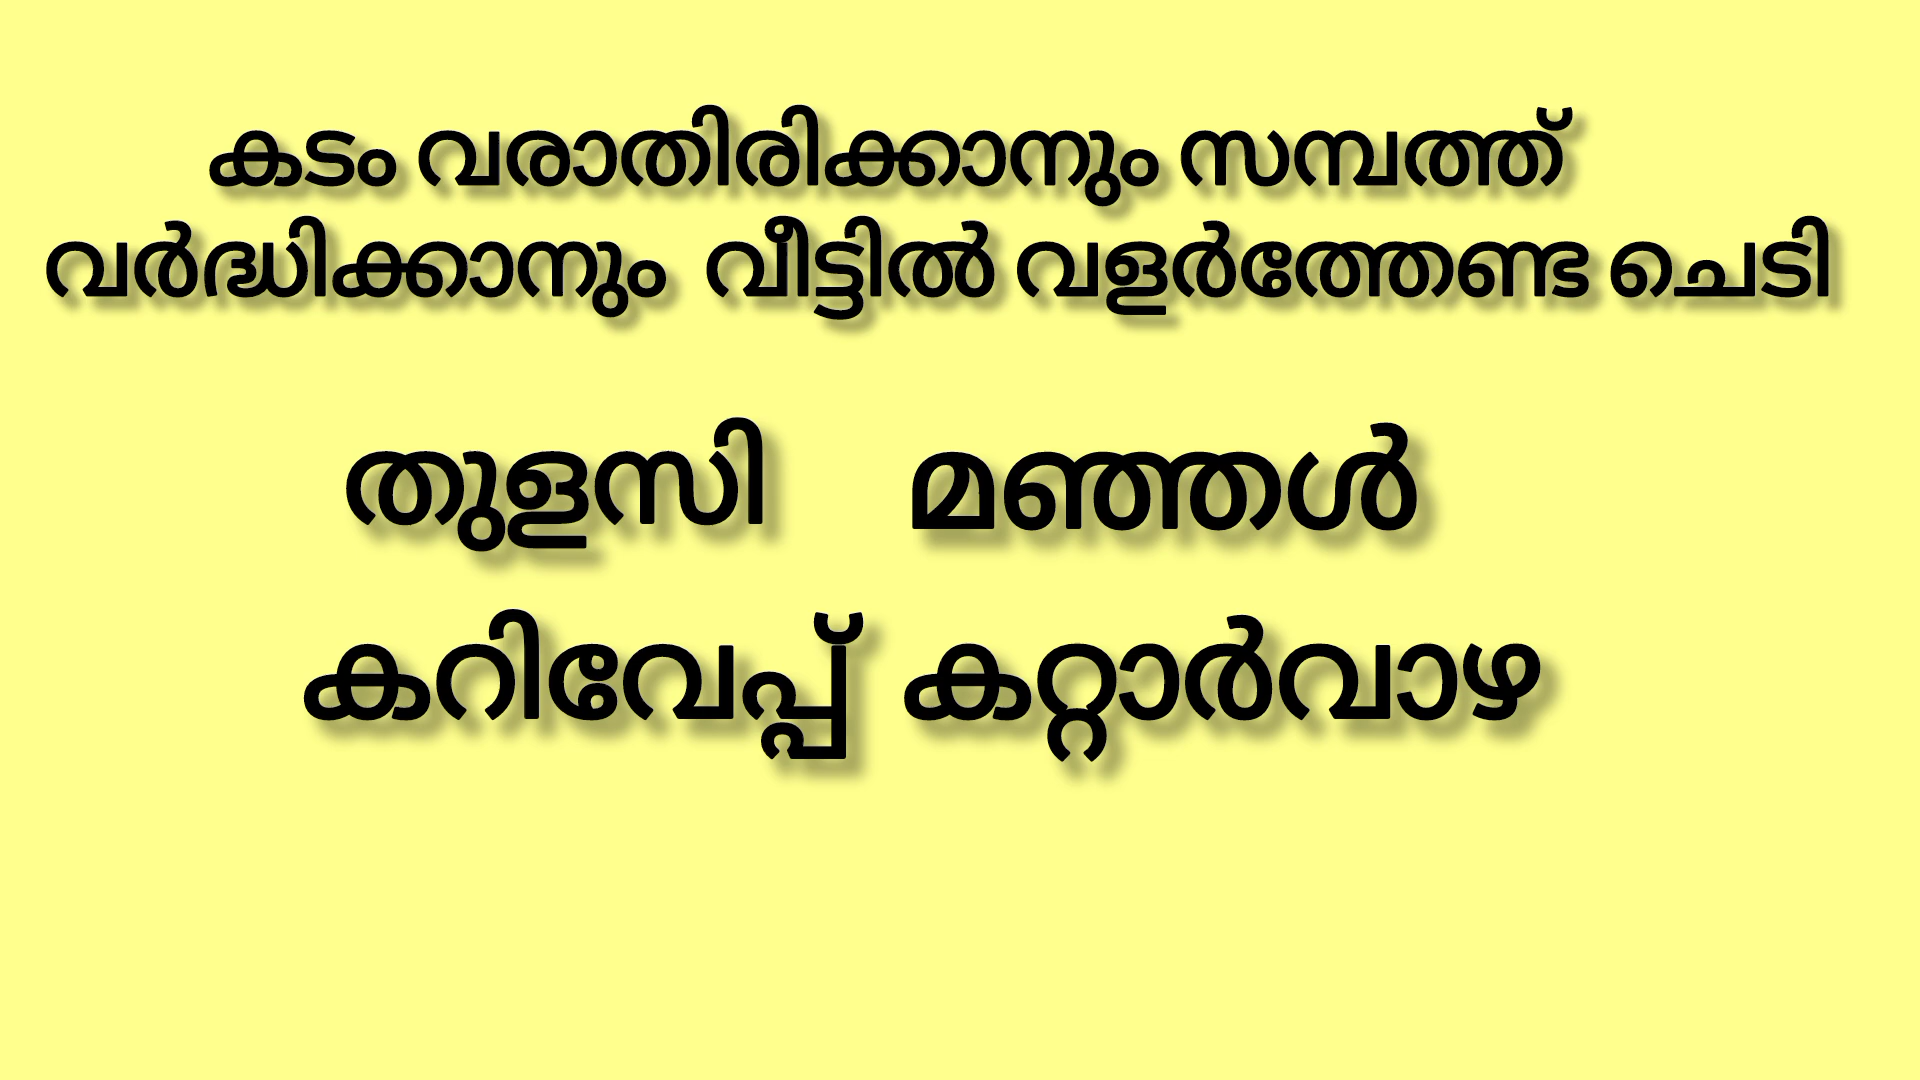 കടം വരാതിരിക്കാനും സമ്പത്ത്
വർദ്ധിക്കാനും വീട്ടിൽ വളർത്തേണ്ട ചെടി
തുളസി മഞ്ഞൾ
കറിവേപ്പ് കറ്റാർവാഴ